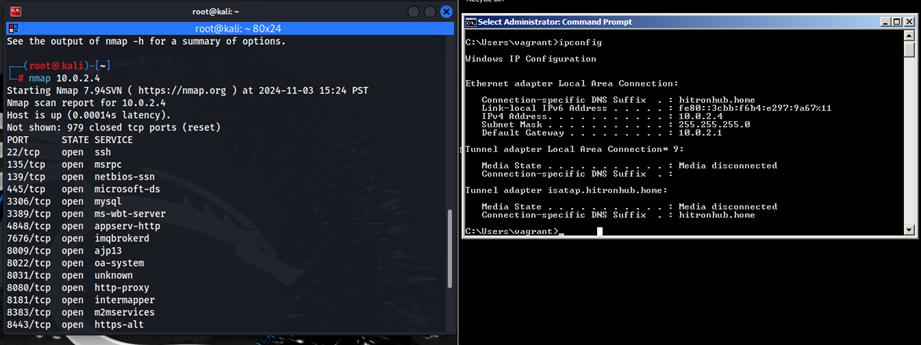 root@kali: ~
root@kali: ~ 80x24
See the output of nmap -h for a summary of options.
(root㉿kali)-[~]
# nmap 10.0.2.4
Starting Nmap 7.94SVN ( https://nmap.org ) at 2024-11-03 15:24 PST
Nmap scan report for 10.0.2.4
Host is up (0.00014s latency).
Not shown: 979 closed tcp ports (reset)
PORT STATE SERVICE
22/tcp open ssh
135/tcp open msrpc
139/tcp open netbios-ssn
445/tcp open microsoft-ds
3306/tcp open mysql
3389/tcp open ms-wbt-server
4848/tcp open appserv-http
7676/tcp open imqbrokerd
8009/tcp open ajp13
8022/tcp open oa-system
8031/tcp open unknown
8080/tcp open http-proxy
8181/tcp open intermapper
8383/tcp open m2mservices
8443/tcp open https-alt
Select Administrator: Command Prompt
C:\Users\vagrant>ipconfig
Windows IP Configuration
Ethernet adapter Local Area Connection:
Connection-specific DNS Suffix . : hitronhub.home
Link-local IPv6 Address . . . . . : fe80::3cbb:f6b4:e297:9a67%11
IPv4 Address. . . . . . . . . . . : 10.0.2.4
Subnet Mask . . . . . . . . . . . : 255.255.255.0
Default Gateway . . . . . . . . . : 10.0.2.1
Tunnel adapter Local Area Connection* 9:
Media State . . . . . . . . . . . : Media disconnected
Connection-specific DNS Suffix . :
Tunnel adapter isatap.hitronhub.home:
Media State . . . . . . . . . . . : Media disconnected
Connection-specific DNS Suffix . : hitronhub.home
C:\Users\vagrant>_